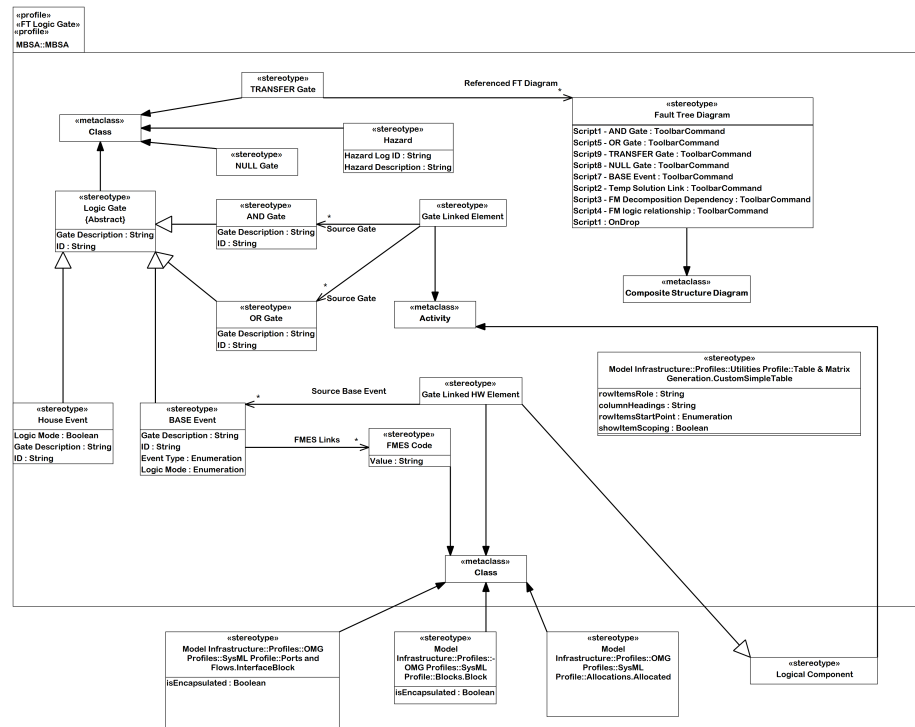 «profile»
«FT Logic Gate»
«profile»
MBSA::MBSA
«stereotype»
TRANSFER Gate
Referenced FT Diagram
*
«stereotype»
Fault Tree Diagram
Script1 - AND Gate : ToolbarCommand
Script5 - OR Gate : ToolbarCommand
Script9 - TRANSFER Gate : ToolbarCommand
Script8 - NULL Gate : ToolbarCommand
Script7 - BASE Event : ToolbarCommand
Script2 - Temp Solution Link : ToolbarCommand
Script3 - FM Decomposition Dependency : ToolbarCommand
Script4 - FM logic relationship : ToolbarCommand
Script1 : OnDrop
«metaclass»
Class
«stereotype»
Hazard
Hazard Log ID : String
Hazard Description : String
«stereotype»
NULL Gate
«stereotype»
Logic Gate
{Abstract}
Gate Description : String
ID : String
«stereotype»
AND Gate
Gate Description : String
ID : String
*
Source Gate
«stereotype»
Gate Linked Element
*
Source Gate
«stereotype»
OR Gate
Gate Description : String
ID : String
«metaclass»
Activity
«metaclass»
Composite Structure Diagram
«stereotype»
Model Infrastructure::Profiles::Utilities Profile::Table & Matrix
Generation.CustomSimpleTable
rowItemsRole : String
columnHeadings : String
rowItemsStartPoint : Enumeration
showItemScoping : Boolean
«stereotype»
House Event
Logic Mode : Boolean
Gate Description : String
ID : String
«stereotype»
BASE Event
Gate Description : String
ID : String
Event Type : Enumeration
Logic Mode : Enumeration
*
Source Base Event
«stereotype»
Gate Linked HW Element
FMES Links
*
«stereotype»
FMES Code
Value : String
«metaclass»
Class
«stereotype»
Model Infrastructure::Profiles::OMG
Profiles::SysML Profile::Ports and
Flows.InterfaceBlock
isEncapsulated : Boolean
«stereotype»
Model
Infrastructure::Profiles::-
OMG Profiles::SysML
Profile::Blocks.Block
isEncapsulated : Boolean
«stereotype»
Model
Infrastructure::Profiles::OMG
Profiles::SysML
Profile::Allocations.Allocated
«stereotype»
Logical Component